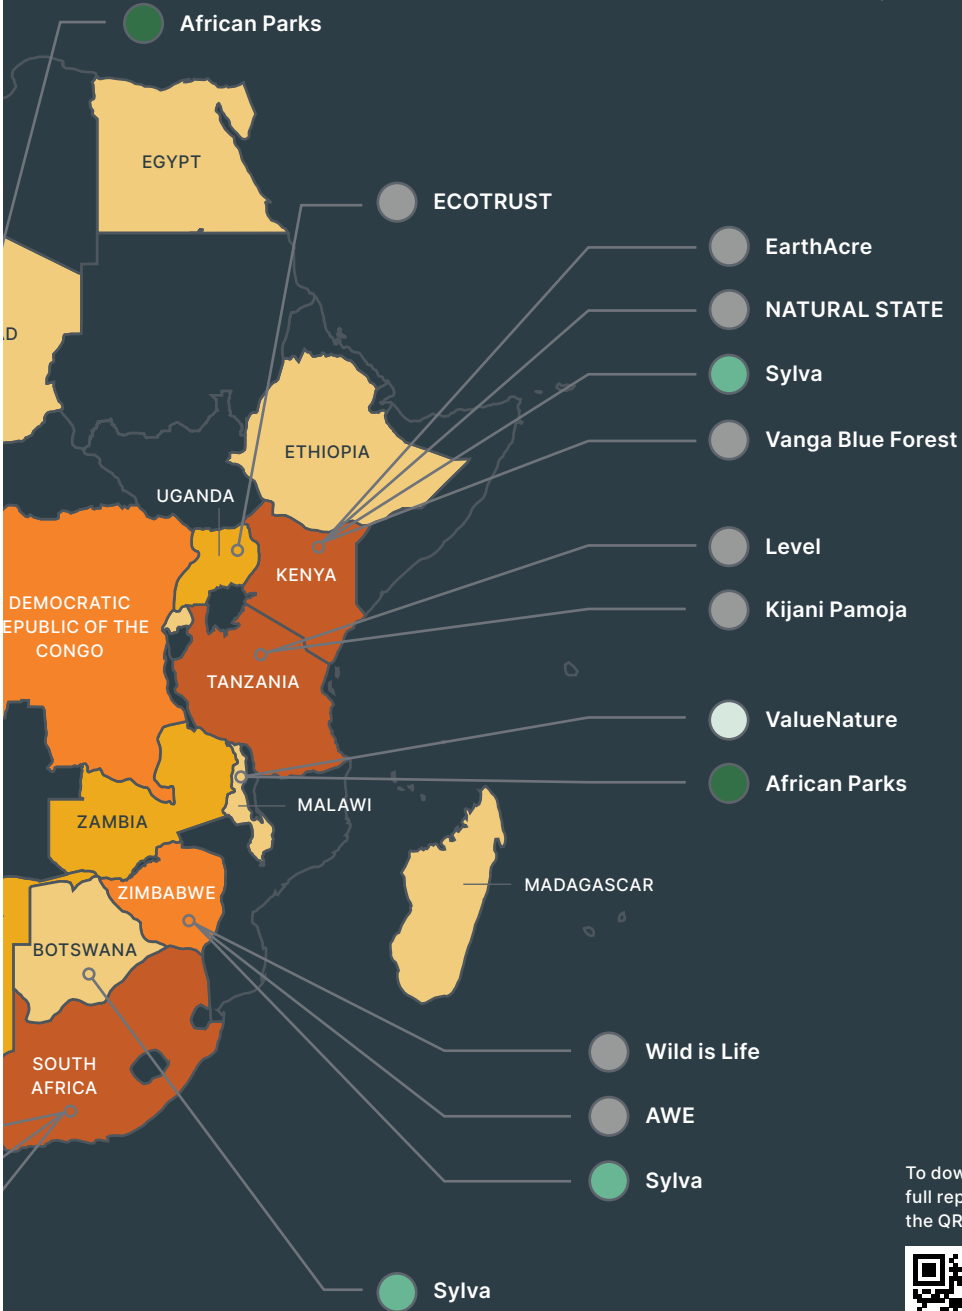 African Parks
EGYPT
ECOTRUST
EarthAcre
NATURAL STATE
AD
Sylva
Vanga Blue Forest
ETHIOPIA
UGANDA
Level
KENYA
DEMOCRATIC
EPUBLIC OF THE
CONGO
Kijani Pamoja
TANZANIA
ValueNature
African Parks
MALAWI
ZAMBIA
MADAGASCAR
ZIMBABWE
BOTSWANA
Wild is Life
SOUTH
AFRICA
AWE
Sylva
To dow
full rep
the QR
Sylva